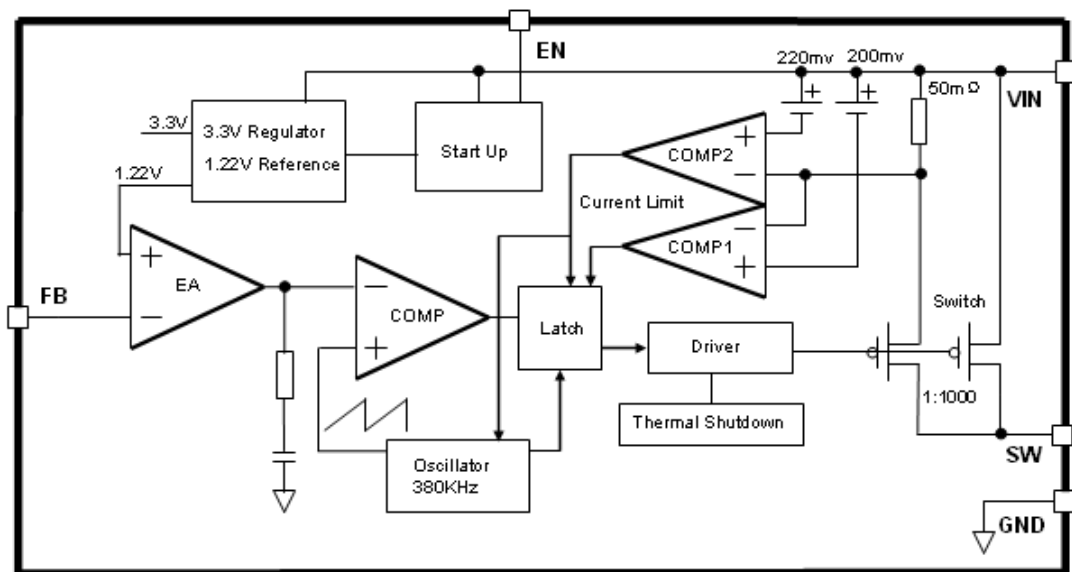 EN
220mv
200mv
50mΩ
VIN
3.3V
3.3V Regulator
1.22V Reference
Start Up
1.22V
+
+
+
COMP2
−
Current Limit
−
COMP1
+
FB
+
EA
−
−
COMP
+
Latch
Driver
Switch
1:1000
Thermal Shutdown
Oscillator
380KHz
SW
GND